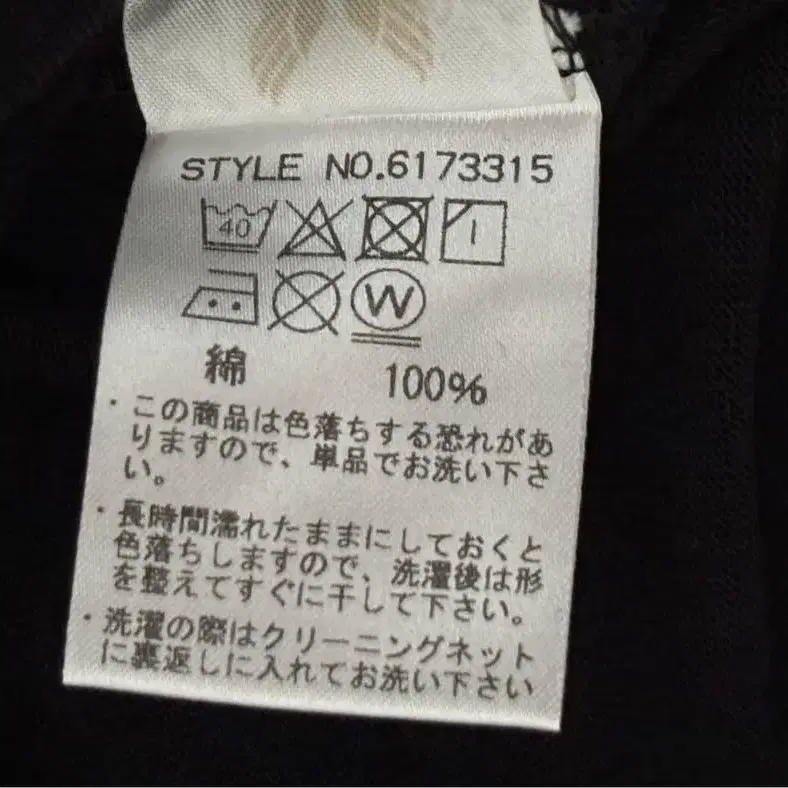 STYLE NO.6173315
40
W
綿 100%
・この商品は色落ちする恐れがあ
りますので、単品でお洗い下さ
い。
・長時間濡れたままにしておくと
色落ちしますので、洗濯後は形
を整えてすぐに干して下さい。
・洗濯の際はクリーニングネット
に裏返しに入れてお洗い下さい